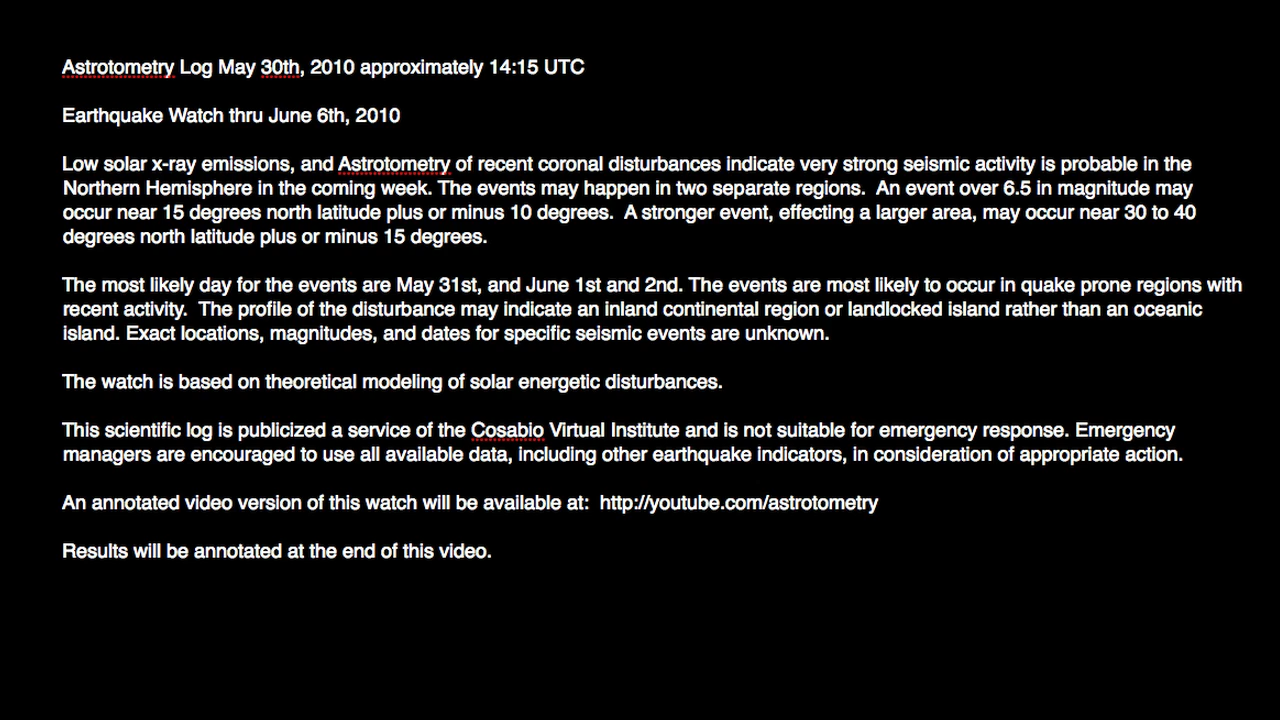 Astrotometry Log May 30th, 2010 approximately 14:15 UTC
Earthquake Watch thru June 6th, 2010
Low solar x-ray emissions, and Astrotometry of recent coronal disturbances indicate very strong seismic activity is probable in the
Northern Hemisphere in the coming week. The events may happen in two separate regions.  An event over 6.5 in magnitude may
occur near 15 degrees north latitude plus or minus 10 degrees.  A stronger event, effecting a larger area, may occur near 30 to 40
degrees north latitude plus or minus 15 degrees.
The most likely day for the events are May 31st, and June 1st and 2nd. The events are most likely to occur in quake prone regions with
recent activity.  The profile of the disturbance may indicate an inland continental region or landlocked island rather than an oceanic
island. Exact locations, magnitudes, and dates for specific seismic events are unknown.
The watch is based on theoretical modeling of solar energetic disturbances.
This scientific log is publicized a service of the Cosabio Virtual Institute and is not suitable for emergency response. Emergency
managers are encouraged to use all available data, including other earthquake indicators, in consideration of appropriate action.
An annotated video version of this watch will be available at:  http://youtube.com/astrotometry
Results will be annotated at the end of this video.